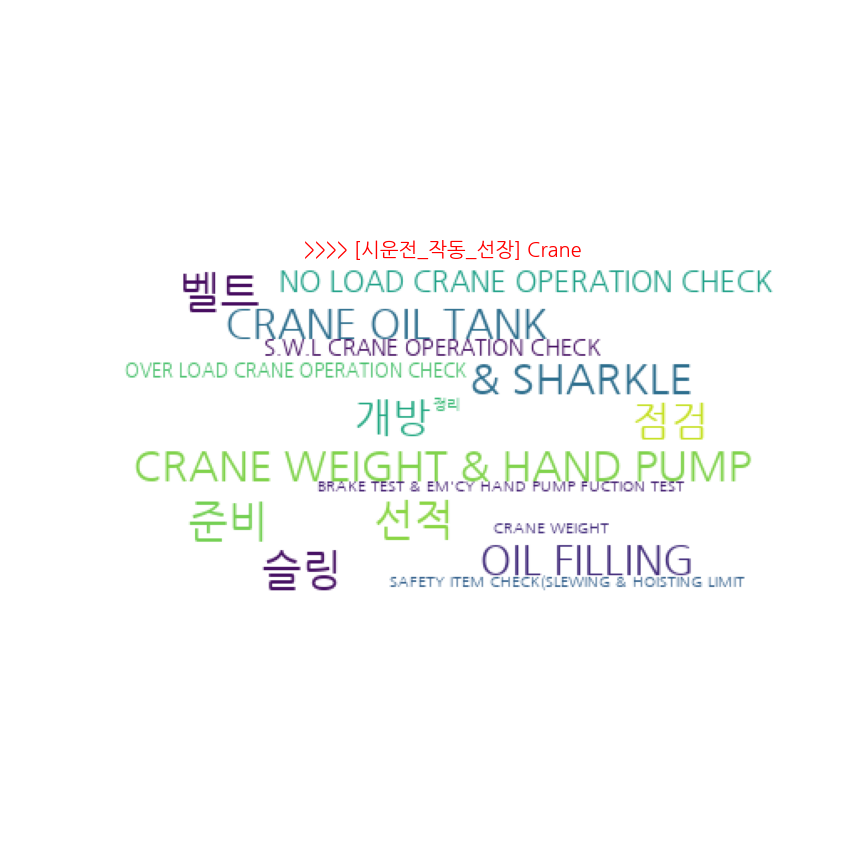 >>>> [시운전_작동_선장] Crane
벨트
NO LOAD CRANE OPERATION CHECK
CRANE OIL TANK
S.W.L CRANE OPERATION CHECK
OVER LOAD CRANE OPERATION CHECK
& SHARKLE
개방
정리
점검
CRANE WEIGHT & HAND PUMP
BRAKE TEST & EM'CY HAND PUMP FUCTION TEST
준비
선적
CRANE WEIGHT
슬링
OIL FILLING
SAFETY ITEM CHECK(SLEWING & HOISTING LIMIT